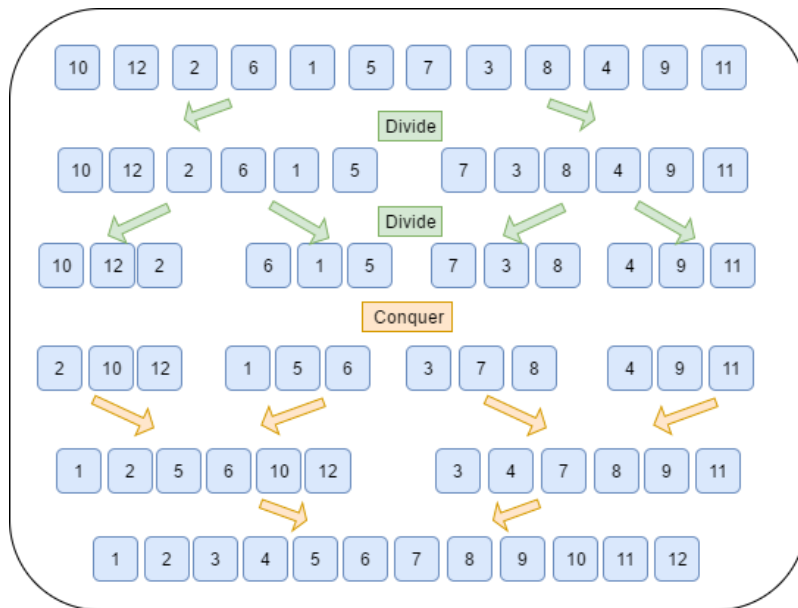 10 12 2 6 1 5 7 3 8 4 9 11
Divide
10 12 2 6 1 5 7 3 8 4 9 11
Divide
10 12 2 6 1 5 7 3 8 4 9 11
Conquer
2 10 12 1 5 6 3 7 8 4 9 11
1 2 5 6 10 12 3 4 7 8 9 11
1 2 3 4 5 6 7 8 9 10 11 12